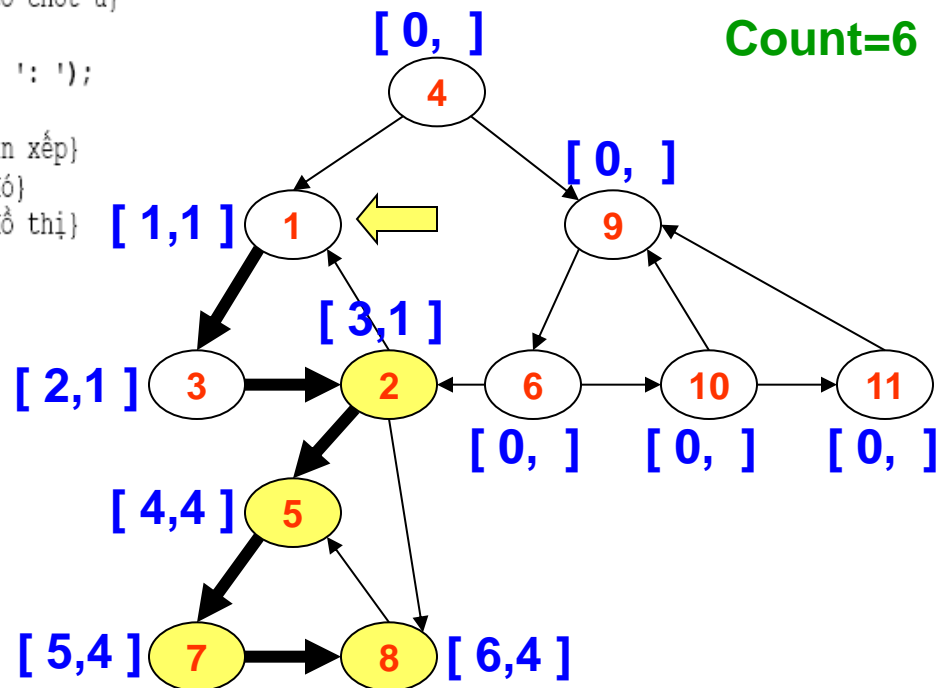 chốt
[ 0,  ]
Count=6
': ');
4
xếp}
[ 0,  ]
thị}
[ 1,1 ]
1
9
[ 3,1 ]
[ 2,1 ]
3
2
6
10
11
[ 0,  ]
[ 0,  ]
[ 0,  ]
[ 4,4 ]
5
[ 5,4 ]
7
8
[ 6,4 ]